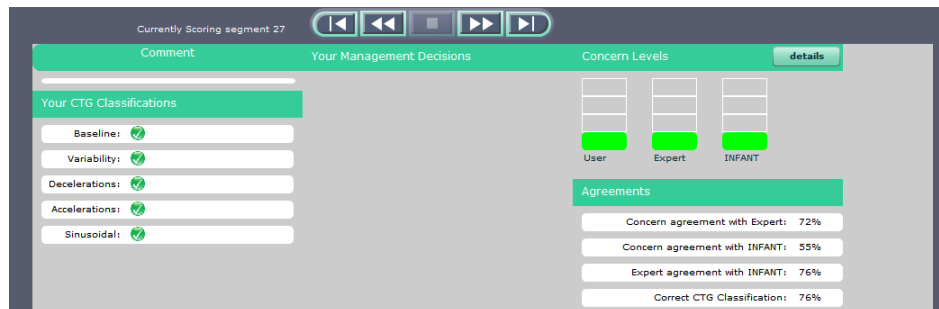 Currently Scoring segment 27
Comment
Your Management Decisions
Concern Levels
details
Your CTG Classifications
Baseline:
Variability:
Decelerations:
Accelerations:
Sinusoidal:
User
Expert
INFANT
Agreements
Concern agreement with Expert: 72%
Concern agreement with INFANT: 55%
Expert agreement with INFANT: 76%
Correct CTG Classification: 76%